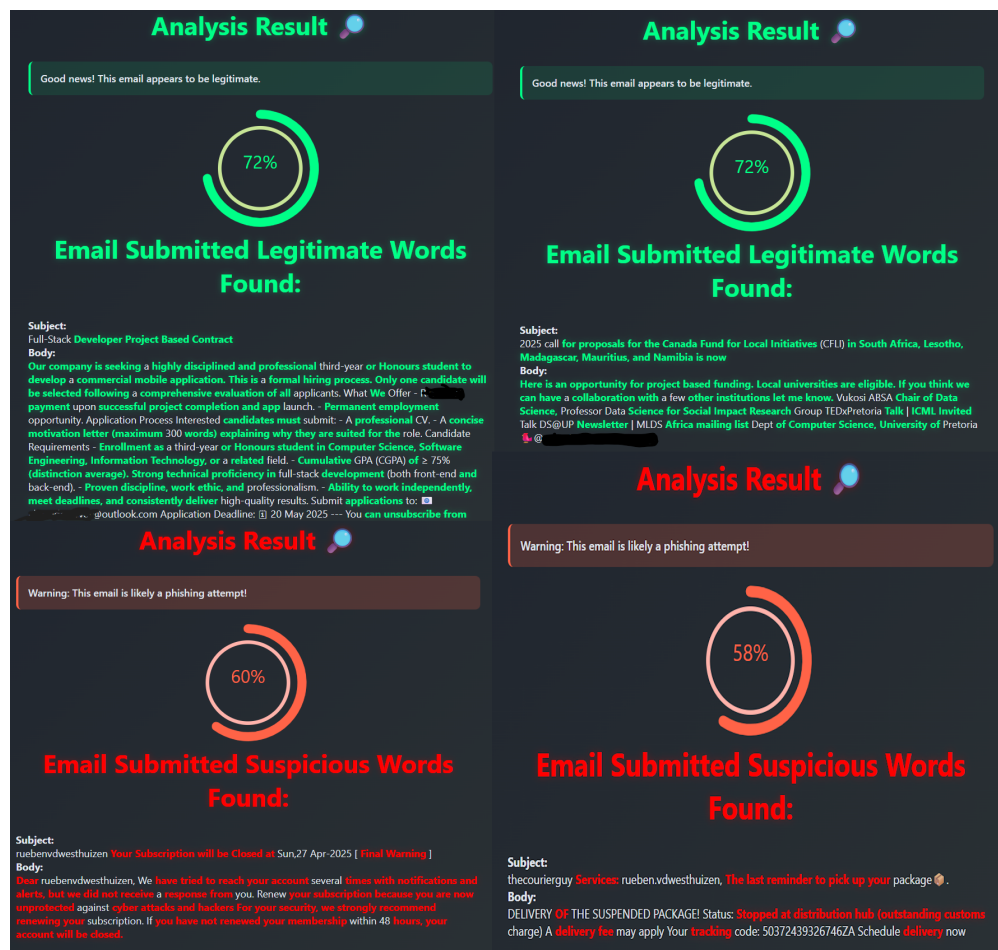 Analysis Result
Good news! This email appears to be legitimate.
72%
Email Submitted Legitimate Words
Found:
Subject:
Full-Stack Developer Project Based Contract
Body:
Our company is seeking a highly disciplined and professional third-year or Honours student to
develop a commercial mobile application. This is a formal hiring process. Only one candidate will
be selected following a comprehensive evaluation of all applicants. What We Offer -
payment upon successful project completion and app launch. - Permanent employment
opportunity. Application Process Interested candidates must submit: - A professional CV. - A concise
motivation letter (maximum 300 words) explaining why they are suited for the role. Candidate
Requirements - Enrollment as a third-year or Honours student in Computer Science, Software
Engineering, Information Technology, or a related field. - Cumulative GPA (CGPA) of ≥ 75%
(distinction average). Strong technical proficiency in full-stack development (both front-end and
back-end). - Proven discipline, work ethic, and professionalism. - Ability to work independently,
meet deadlines, and consistently deliver high-quality results. Submit applications to: 📧
@outlook.com Application Deadline: 🗓 20 May 2025 --- You can unsubscribe from
Analysis Result
Good news! This email appears to be legitimate.
72%
Email Submitted Legitimate Words
Found:
Subject:
2025 call for proposals for the Canada Fund for Local Initiatives (CFLI) in South Africa, Lesotho,
Madagascar, Mauritius, and Namibia is now
Body:
Here is an opportunity for project based funding. Local universities are eligible. If you think we
can have a collaboration with a few other institutions let me know. Vukosi ABSA Chair of Data
Science, Professor Data Science for Social Impact Research Group TEDxPretoria Talk | ICML Invited
Talk DS@UP Newsletter | MLDS Africa mailing list Dept of Computer Science, University of Pretoria
@
Analysis Result
Warning: This email is likely a phishing attempt!
60%
Email Submitted Suspicious Words
Found:
Subject:
ruebenvdwesthuizen Your Subscription will be Closed at Sun,27 Apr-2025 [ Final Warning ]
Body:
Dear ruebenvdwesthuizen, We have tried to reach your account several times with notifications and
alerts, but we did not receive a response from you. Renew your subscription because you are now
unprotected against cyber attacks and hackers For your security, we strongly recommend
renewing your subscription. If you have not renewed your membership within 48 hours, your
account will be closed.
Analysis Result
Warning: This email is likely a phishing attempt!
58%
Email Submitted Suspicious Words
Found:
Subject:
thecourierguy Services: rueben.vdwesthuizen, The last reminder to pick up your package📦.
Body:
DELIVERY OF THE SUSPENDED PACKAGE! Status: Stopped at distribution hub (outstanding customs
charge) A delivery fee may apply Your tracking code: 50372439326746ZA Schedule delivery now